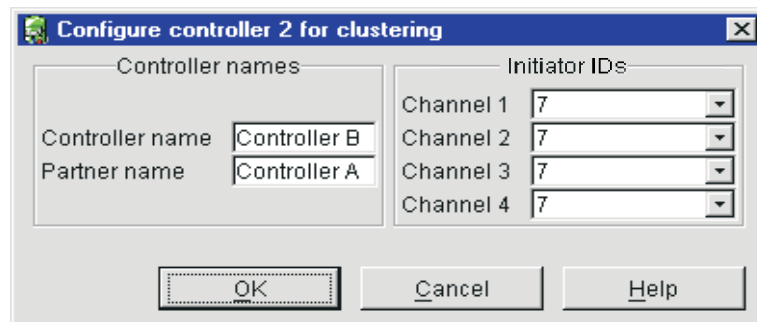 Configure controller 2 for clustering
Controller names
Controller name Controller B
Partner name Controller A
Initiator IDs
Channel 1 7
Channel 2 7
Channel 3 7
Channel 4 7
OK Cancel Help